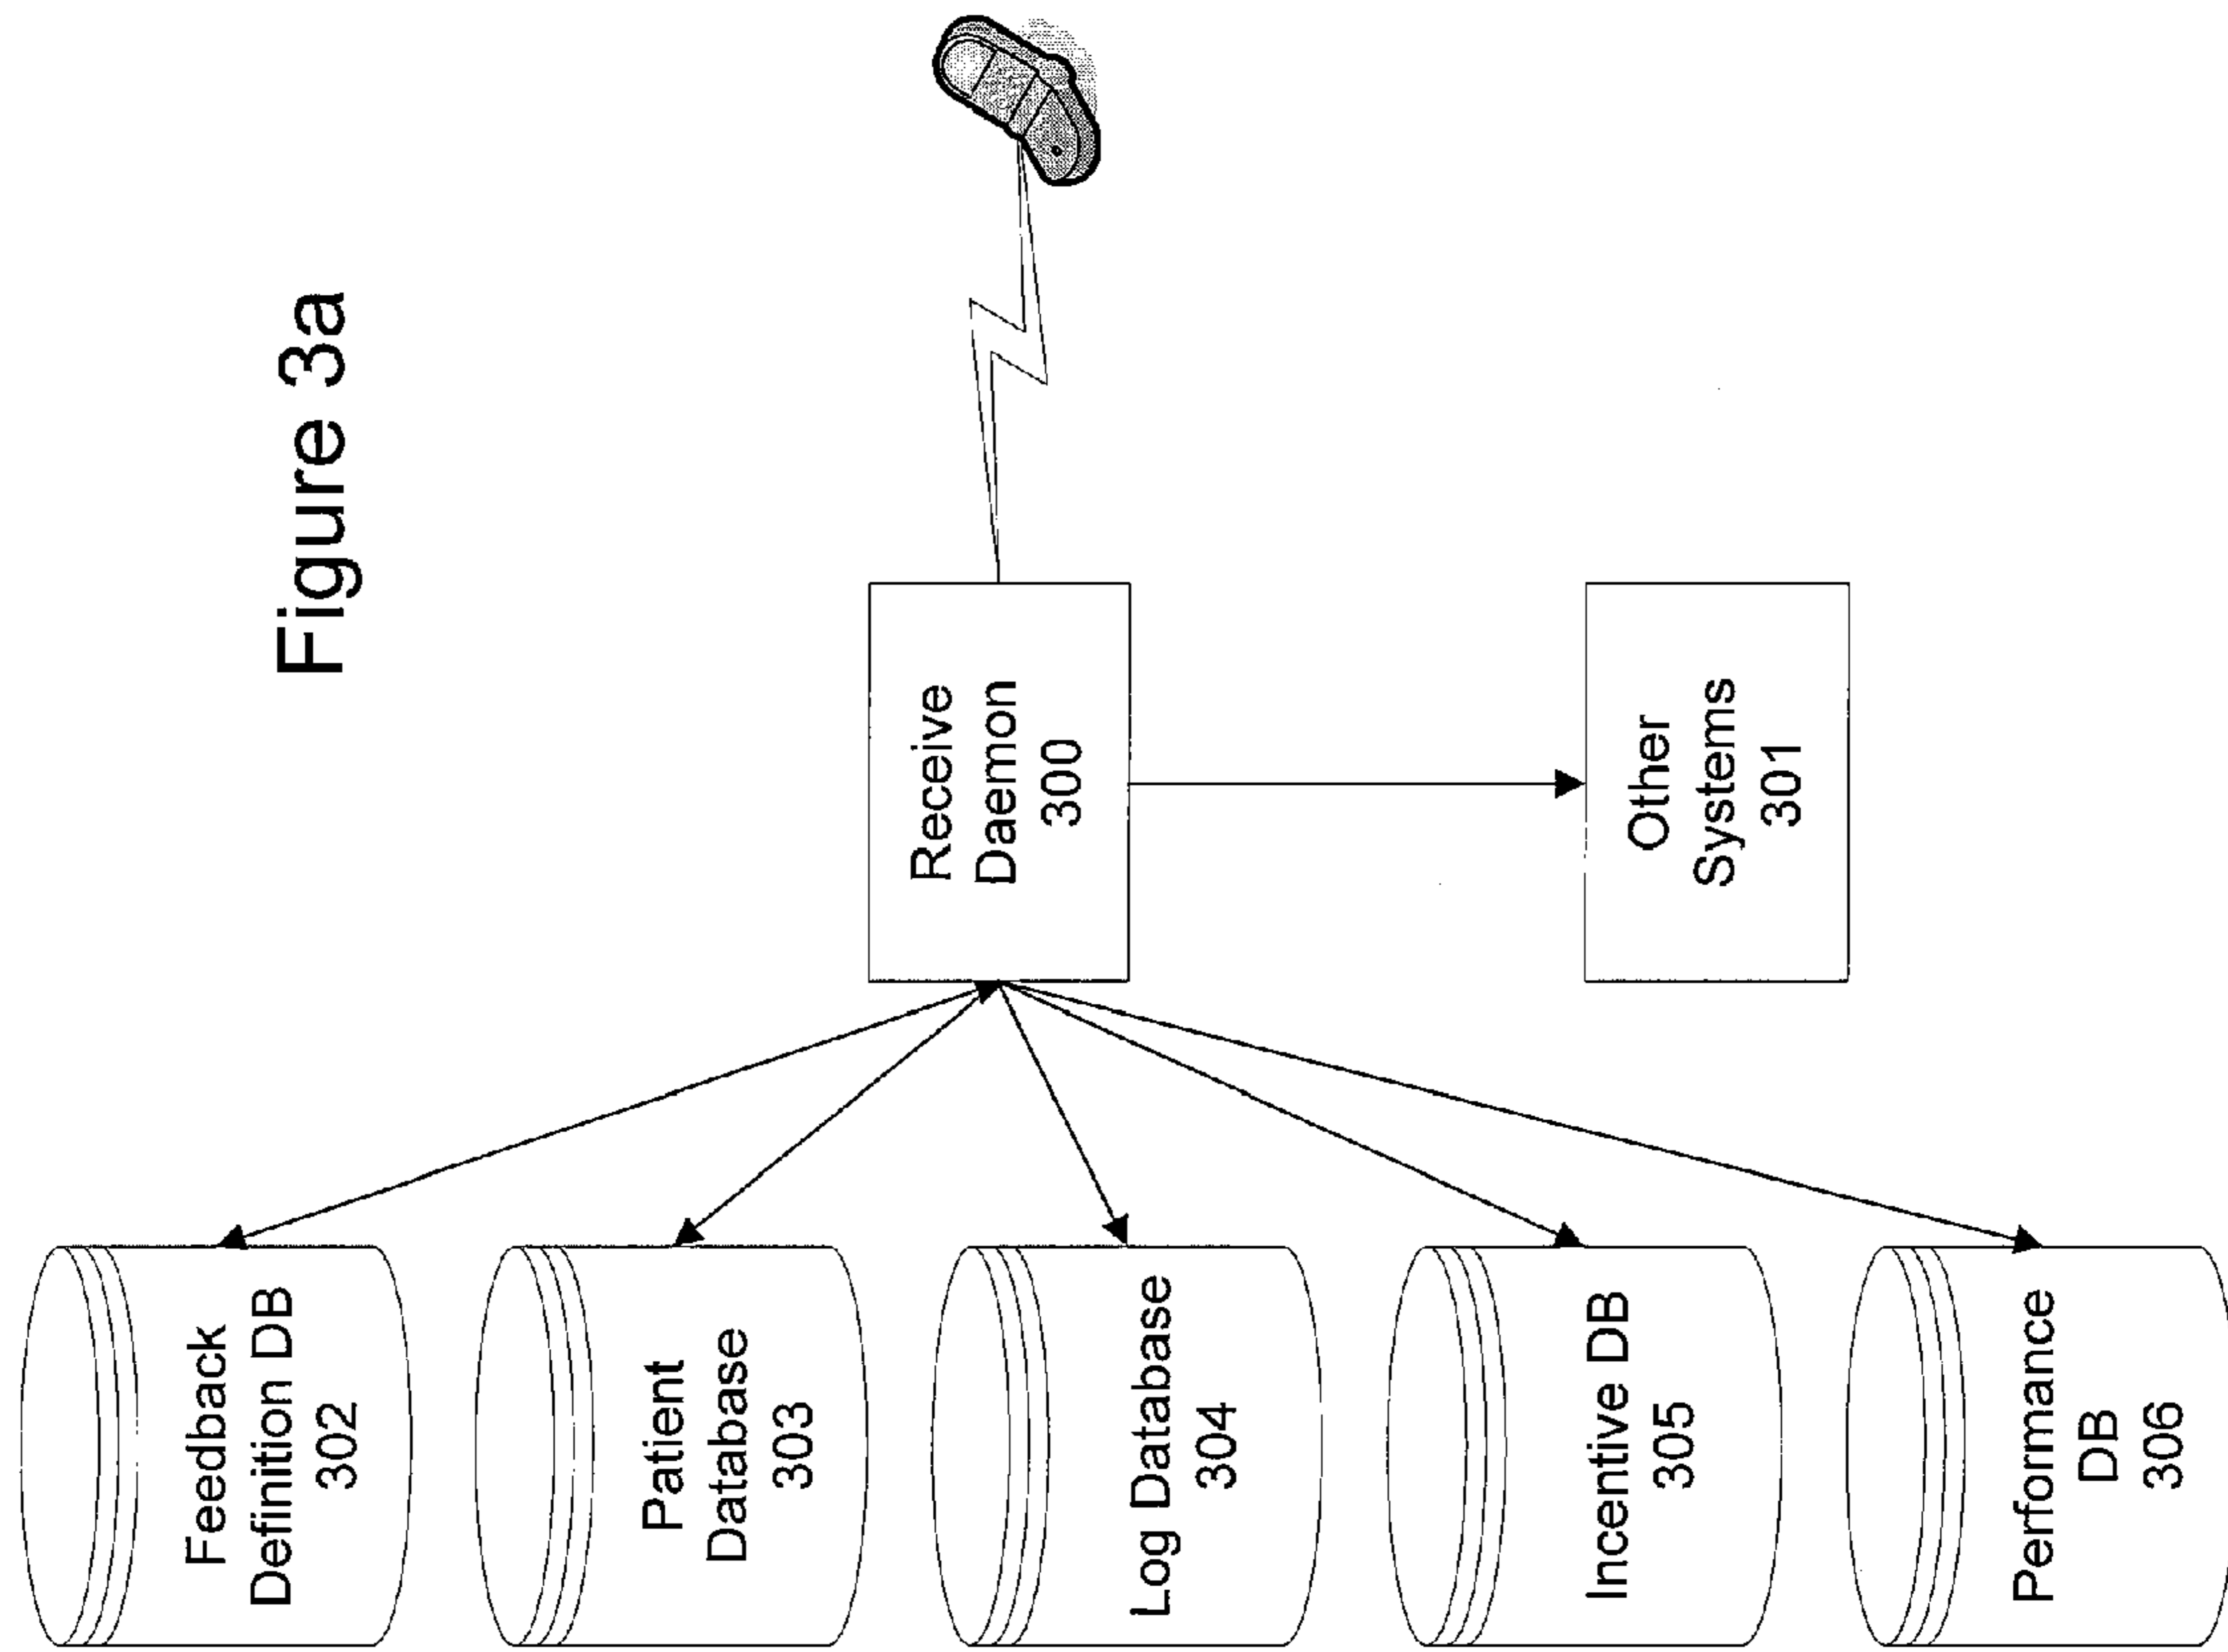 Figure 3a
Feedback
Definition DB
302
Patient
Database
303
Log Database
304
Incentive DB
305
Performance
DB
306
Receive
Daemon
300
Other
Systems
301